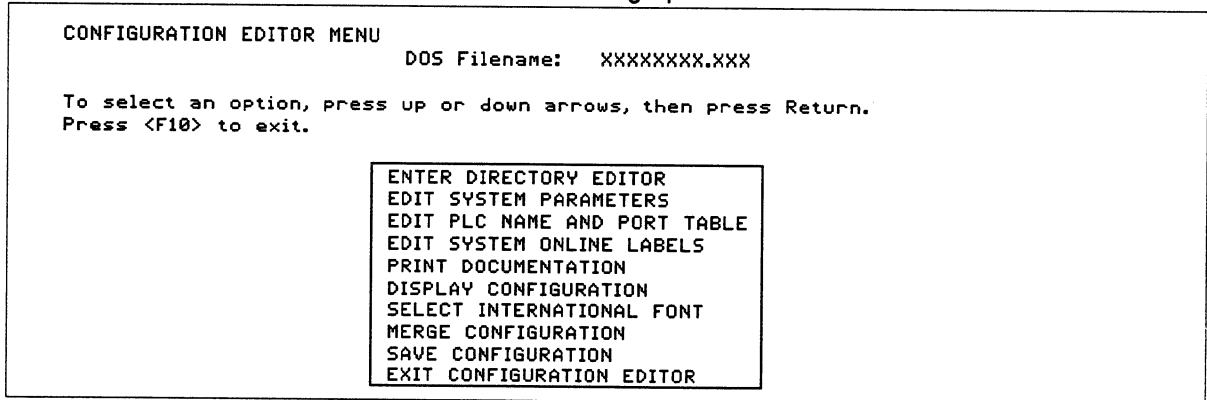 CONFIGURATION EDITOR MENU
DOS Filename: XXXXXXXX.XXX
To select an option, press up or down arrows, then press Return.
Press <F10> to exit.
ENTER DIRECTORY EDITOR
EDIT SYSTEM PARAMETERS
EDIT PLC NAME AND PORT TABLE
EDIT SYSTEM ONLINE LABELS
PRINT DOCUMENTATION
DISPLAY CONFIGURATION
SELECT INTERNATIONAL FONT
MERGE CONFIGURATION
SAVE CONFIGURATION
EXIT CONFIGURATION EDITOR